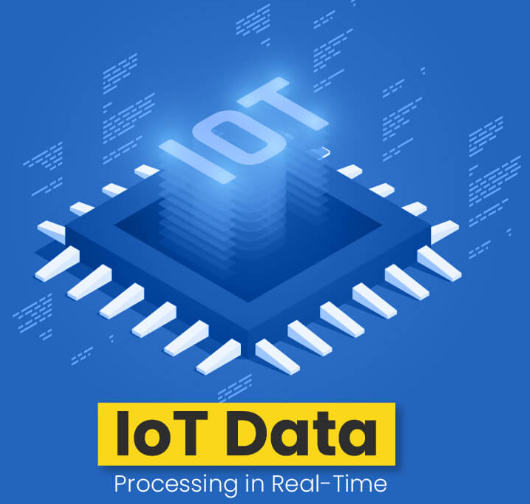 IOT
IoT Data
Processing in Real-Time